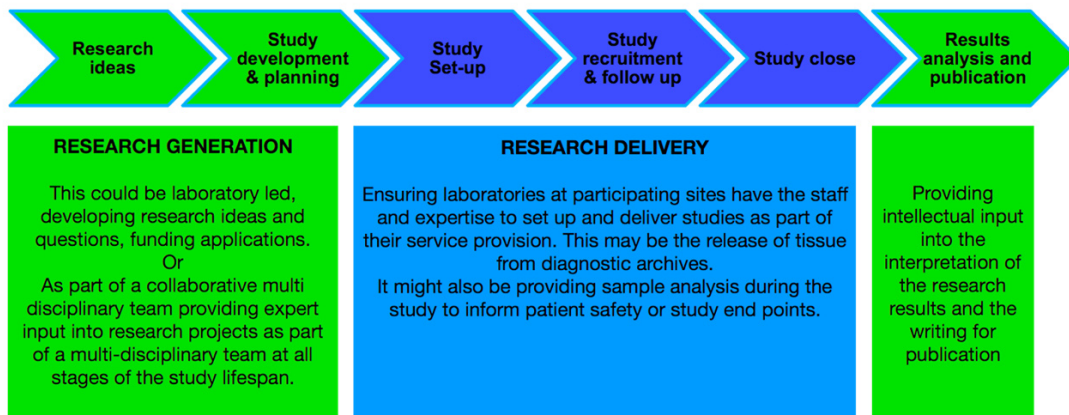 Research
ideas
Study
development
& planning
Study
Set-up
Study
recruitment
& follow up
Study close
Results
analysis and
publication
RESEARCH GENERATION
This could be laboratory led,
developing research ideas and
questions, funding applications.
Or
As part of a collaborative multi
disciplinary team providing expert
input into research projects as part
of a multi-disciplinary team at all
stages of the study lifespan.
RESEARCH DELIVERY
Ensuring laboratories at participating sites have the staff
and expertise to set up and deliver studies as part of
their service provision. This may be the release of tissue
from diagnostic archives.
It might also be providing sample analysis during the
study to inform patient safety or study end points.
Providing
intellectual input
into the
interpretation of
the research
results and the
writing for
publication